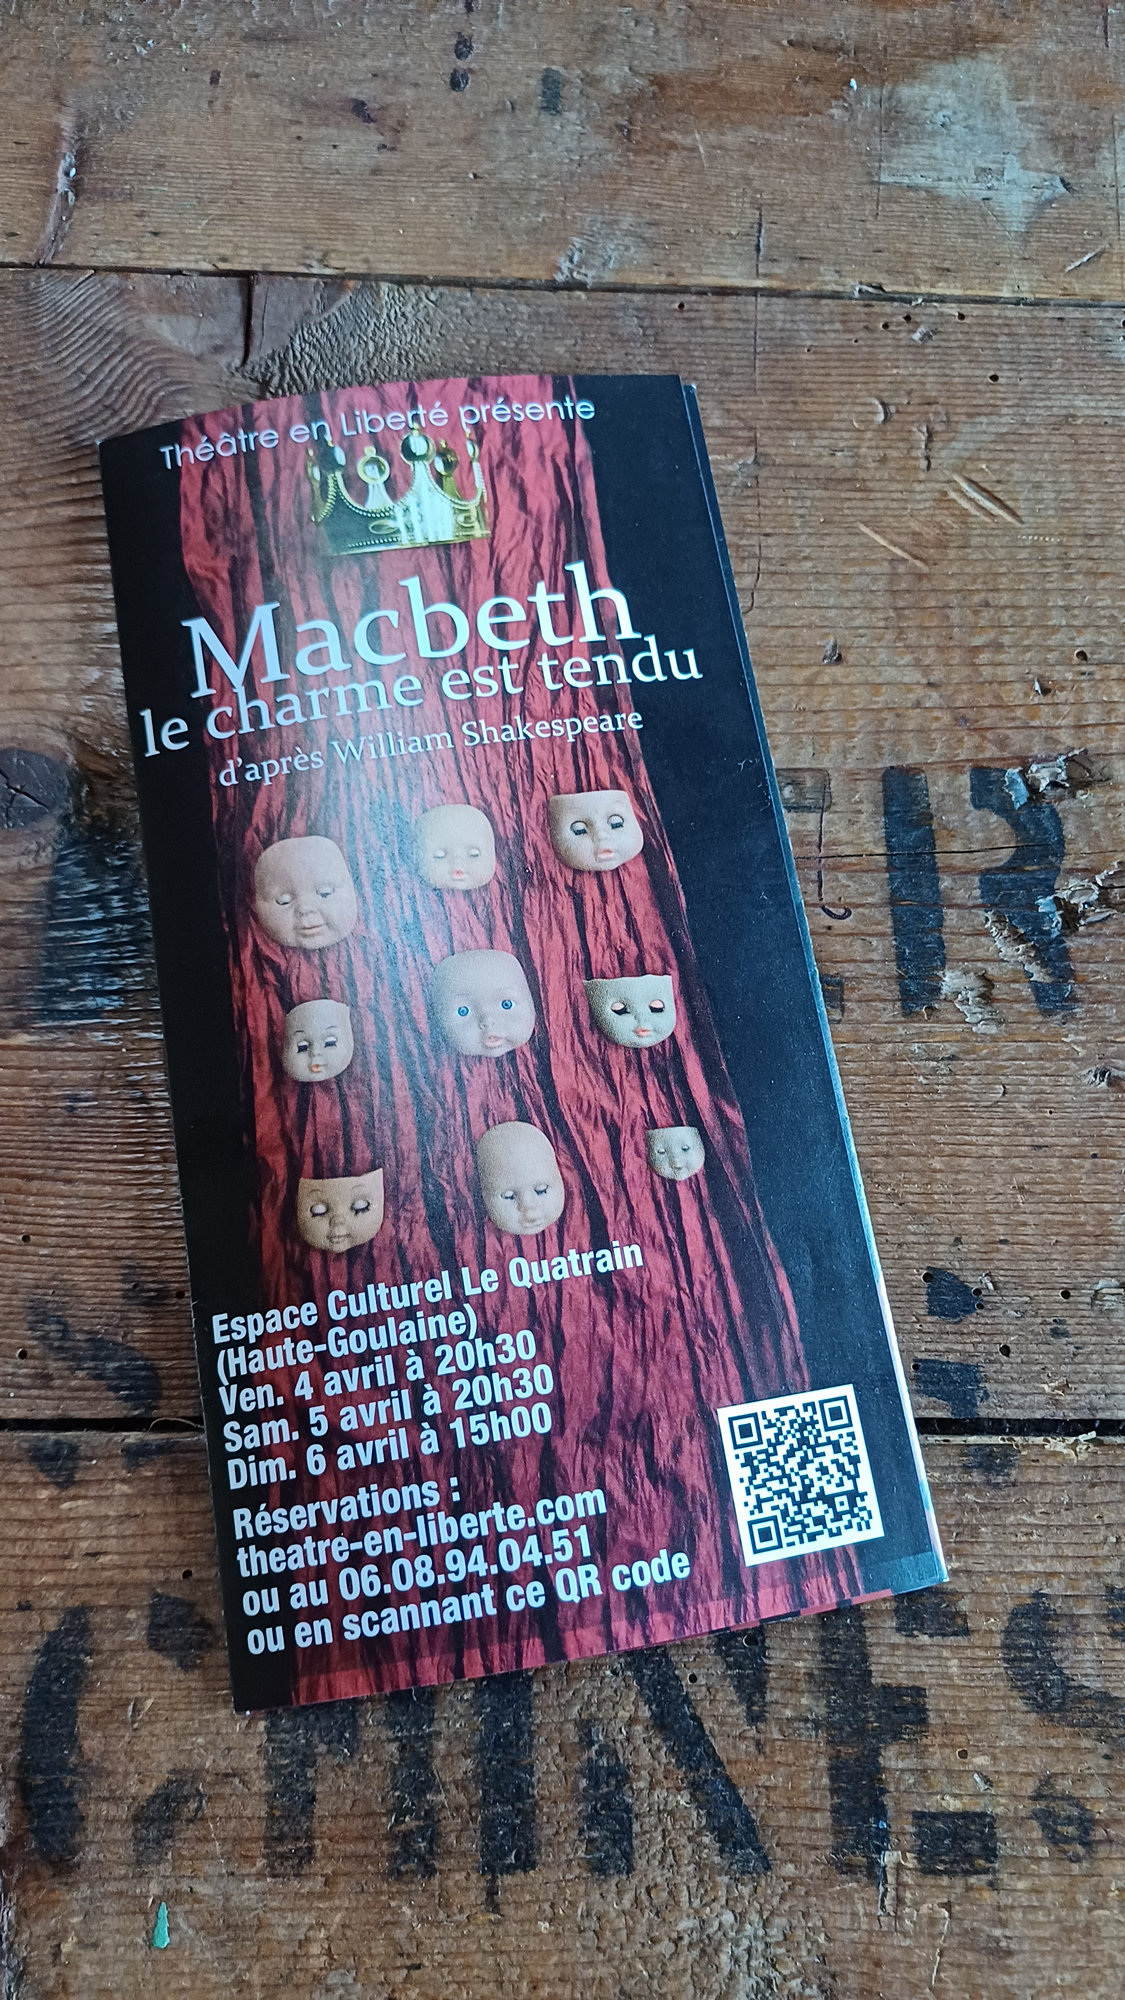 Théâtre en Liberté présente
Macbeth
le charme est tendu
d'après William Shakespeare
Espace Culturel Le Quatrain
(Haute-Goulaine)
Ven. 4 avril à 20h30
Sam. 5 avril à 20h30
Dim. 6 avril à 15h00
Réservations :
theatre-en-liberte.com
ou au 06.08.94.04.51
ou en scannant ce QR code